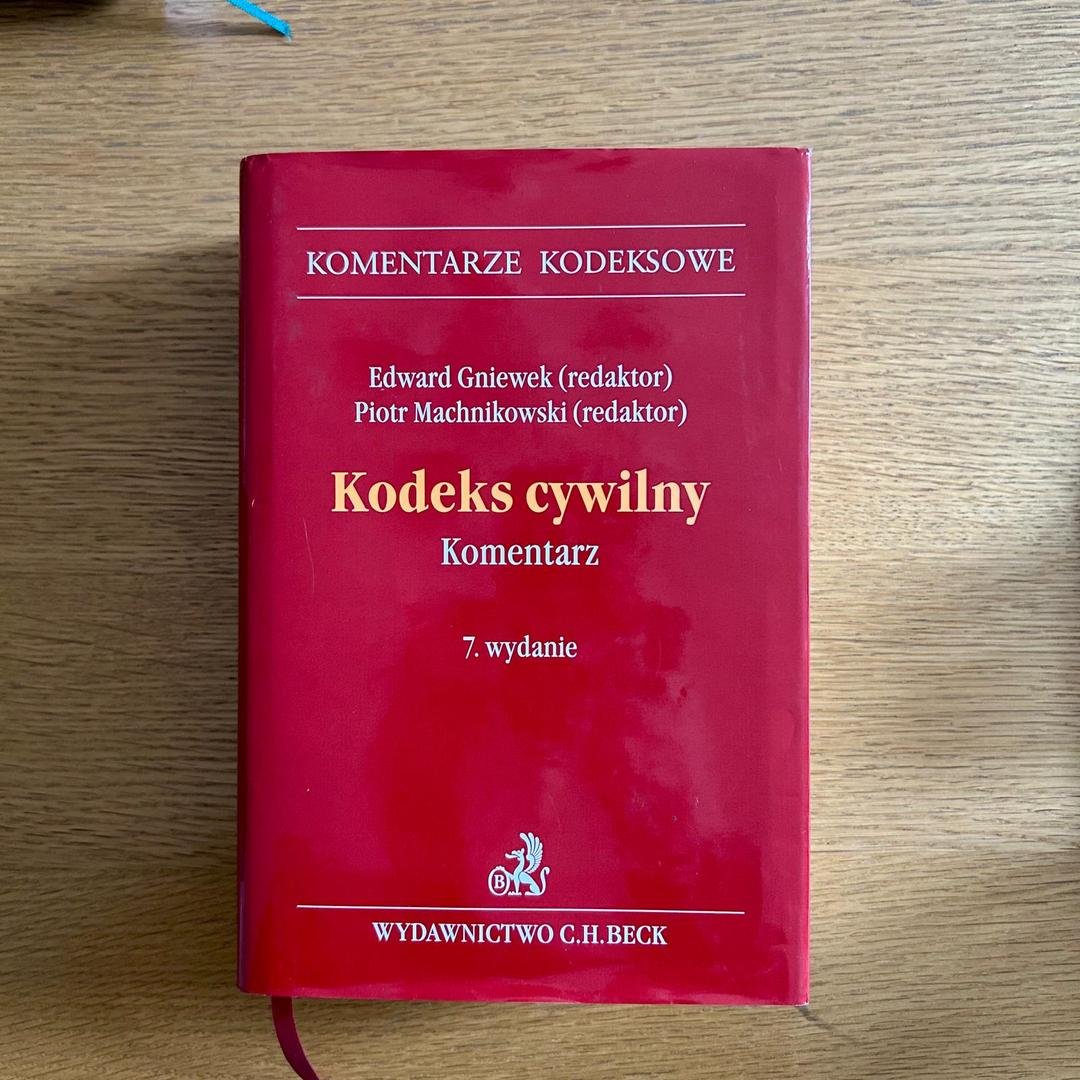 KOMENTARZE KODEKSOWE
Edward Gniewek (redaktor)
Piotr Machnikowski (redaktor)
Kodeks cywilny
Komentarz
7. wydanie
B
WYDAWNICTWO C.H.BECK